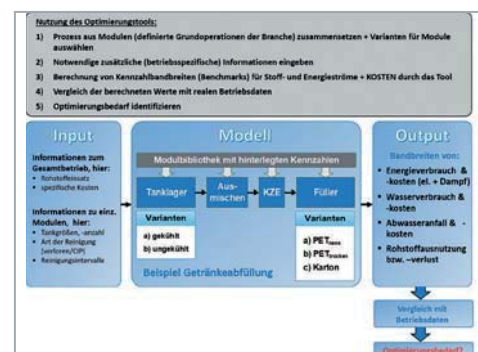 Nutzung des Optimierungstools:
1) Prozess aus Modulen (definierte Grundoperationen der Branche) zusammensetzen + Varianten für Module
auswählen
2) Notwendige zusätzliche (betriebsspezifische) Informationen eingeben
3) Berechnung von Kennzahlbandbreiten (Benchmarks) für Stoff- und Energieströme + KOSTEN durch das Tool
4) Vergleich der berechneten Werte mit realen Betriebsdaten
5) Optimierungsbedarf identifizieren
Input
Informationen zum
Gesamtbetrieb, hier:
• Rohstoffeinsatz
• spezifische Kosten
Informationen zu einz.
Modulen, hier:
• Tankgrößen, -anzahl
• Art der Reinigung
(verloren/CIP)
• Reinigungsintervalle
Modell
Modulbibliothek mit hinterlegten Kennzahlen
Tanklager
Aus-
mischen
KZE
Füller
Varianten
a) gekühlt
b) ungekühlt
Varianten
a) PET
b) PET
c) Karton
Beispiel Getränkeabfüllung
Output
Bandbreiten von:
• Energieverbrauch &
-kosten (el. + Dampf)
• Wasserverbrauch &
-kosten
• Abwasseranfall & -
kosten
• Rohstoffausnutzung
bzw. –verlust
Vergleich mit
Betriebsdaten
Optimierungsbedarf?